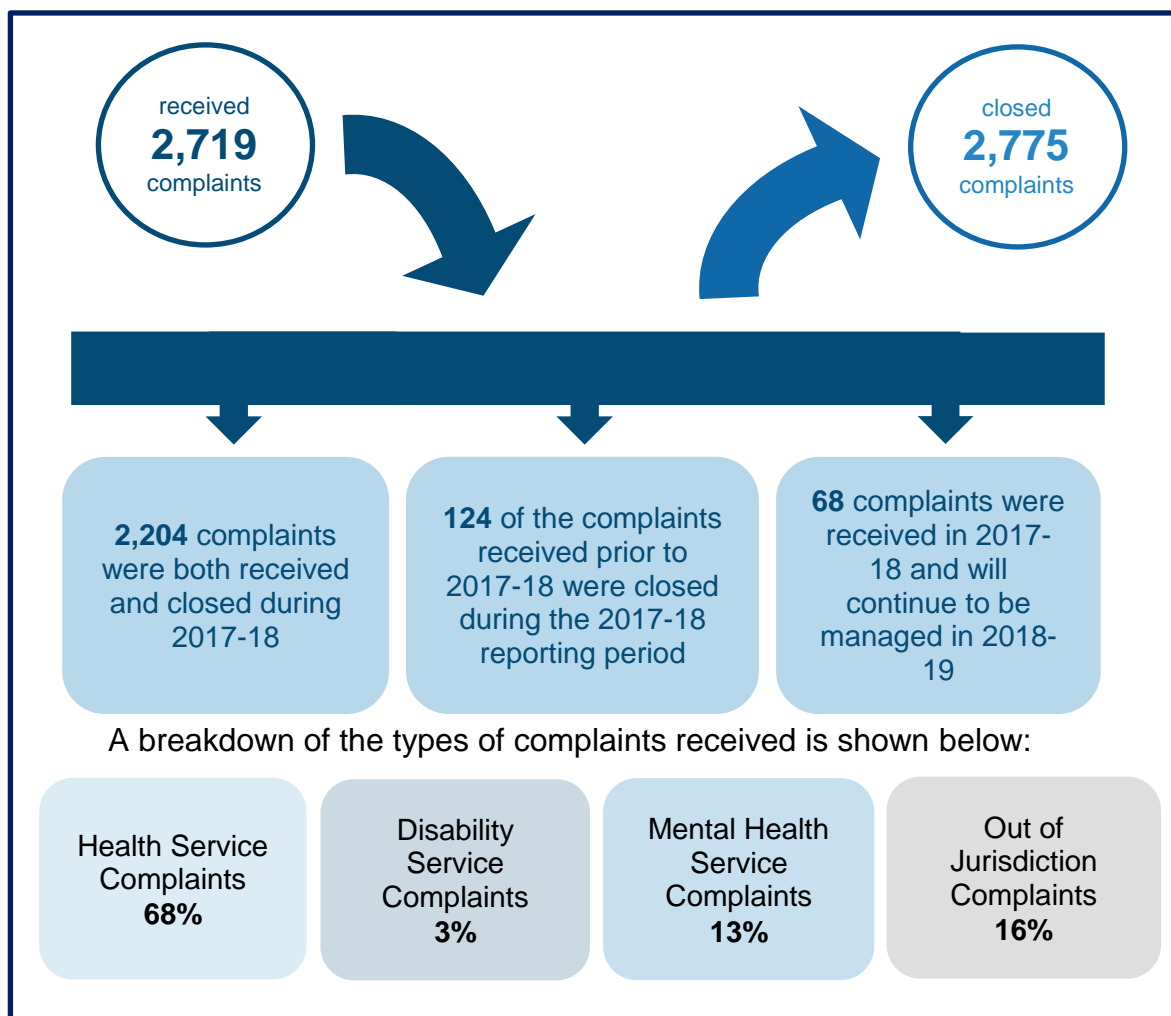 received
2,719
complaints
closed
2,775
complaints
2,204 complaints
were both received
and closed during
2017-18
124 of the complaints
received prior to
2017-18 were closed
during the 2017-18
reporting period
68 complaints were
received in 2017-
18 and will
continue to be
managed in 2018-
19
A breakdown of the types of complaints received is shown below:
Health Service
Complaints
68%
Disability
Service
Complaints
3%
Mental Health
Service
Complaints
13%
Out of
Jurisdiction
Complaints
16%